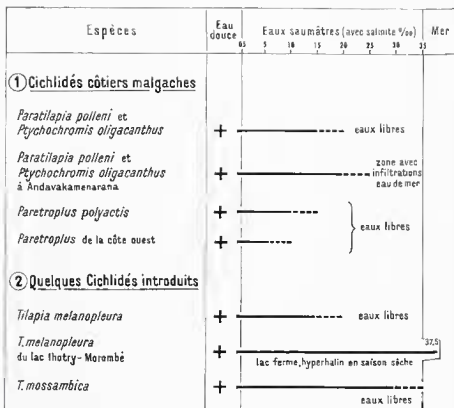 Espèces
Eau douce
Eaux saumâtres (avec salinité ‰)
Mer
0.5 5 10 15 20 25 30 35
① Cichlidés côtiers malgaches
Paratilapia polleni et
Ptychochromis oligacanthus + eaux libres
Paratilapia polleni et
Ptychochromis oligacanthus
à Andavakamenarana +
zone avec
infiltrations
eau de mer
Paretroplus polyactis +
Paretroplus de la côte ouest +
eaux libres
② Quelques Cichlidés introduits
Tilapia melanopleura + eaux libres
T. melanopleura
du lac Ihotry-Morombé + 37,5
lac fermé, hyperhalin en saison sèche
T. mossambica +
eaux libres